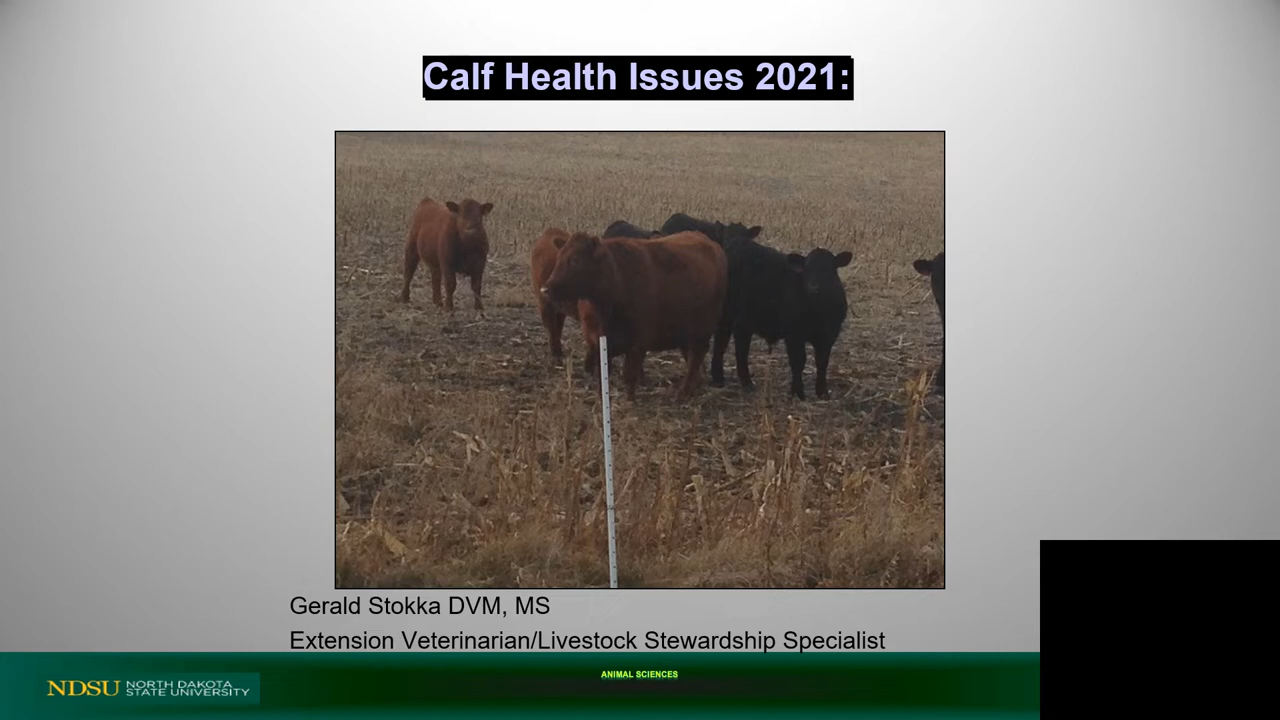 Calf Health Issues 2021:
Gerald Stokka DVM, MS
Extension Veterinarian/Livestock Stewardship Specialist
ANIMAL SCIENCES
NDSU NORTH DAKOTA
STATE UNIVERSITY